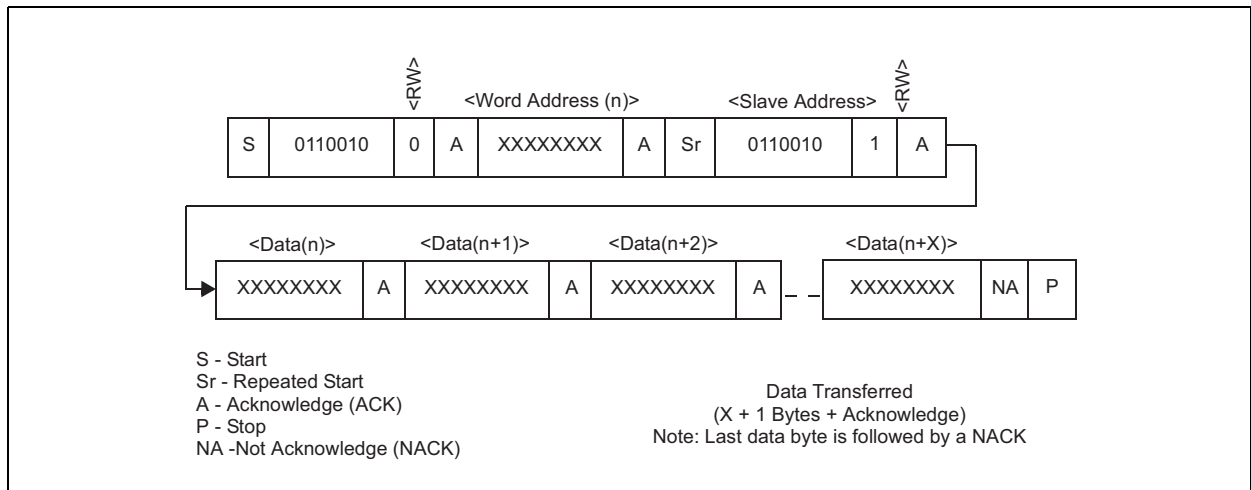 <RW>
<Word Address (n)>
<Slave Address>
<RW>
S 0110010 0 A XXXXXXXX A Sr 0110010 1 A
<Data(n)> <Data(n+1)> <Data(n+2)> <Data(n+X)>
XXXXXXXX A XXXXXXXX A XXXXXXXX A XXXXXXXX NA P
S - Start
Sr - Repeated Start
A - Acknowledge (ACK)
P - Stop
NA -Not Acknowledge (NACK)
Data Transferred
(X + 1 Bytes + Acknowledge)
Note: Last data byte is followed by a NACK